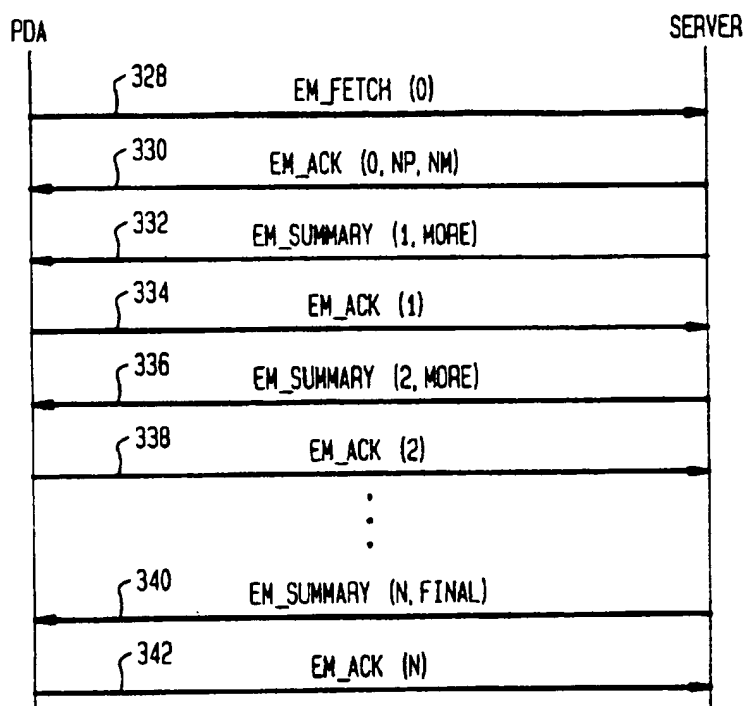 PDA SERVER
328 EM_FETCH (0)
330 EM_ACK (0, NP, NM)
332 EM_SUMMARY (1, MORE)
334 EM_ACK (1)
336 EM_SUMMARY (2, MORE)
338 EM_ACK (2)
340 EM_SUMMARY (N, FINAL)
342 EM_ACK (N)